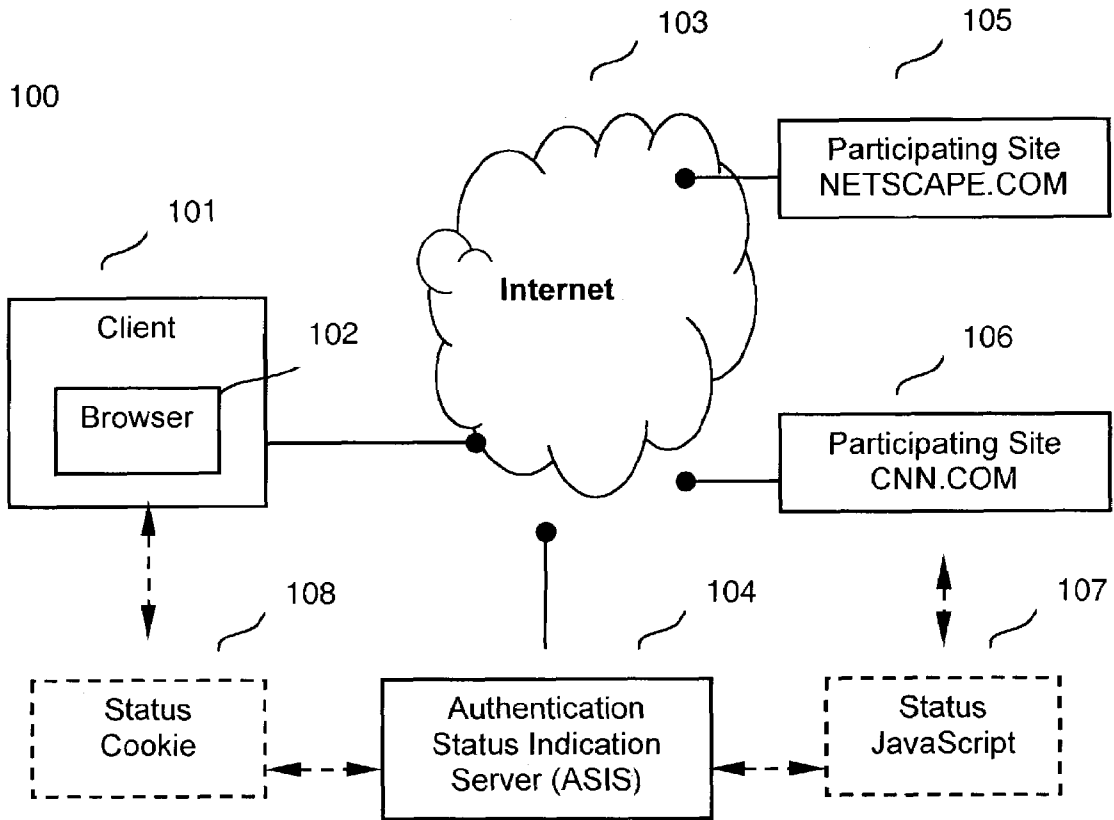 103
105
100
Participating Site
NETSCAPE.COM
101
Internet
Client
102
106
Browser
Participating Site
CNN.COM
108
104
107
Status
Cookie
Authentication
Status Indication
Server (ASIS)
Status
JavaScript